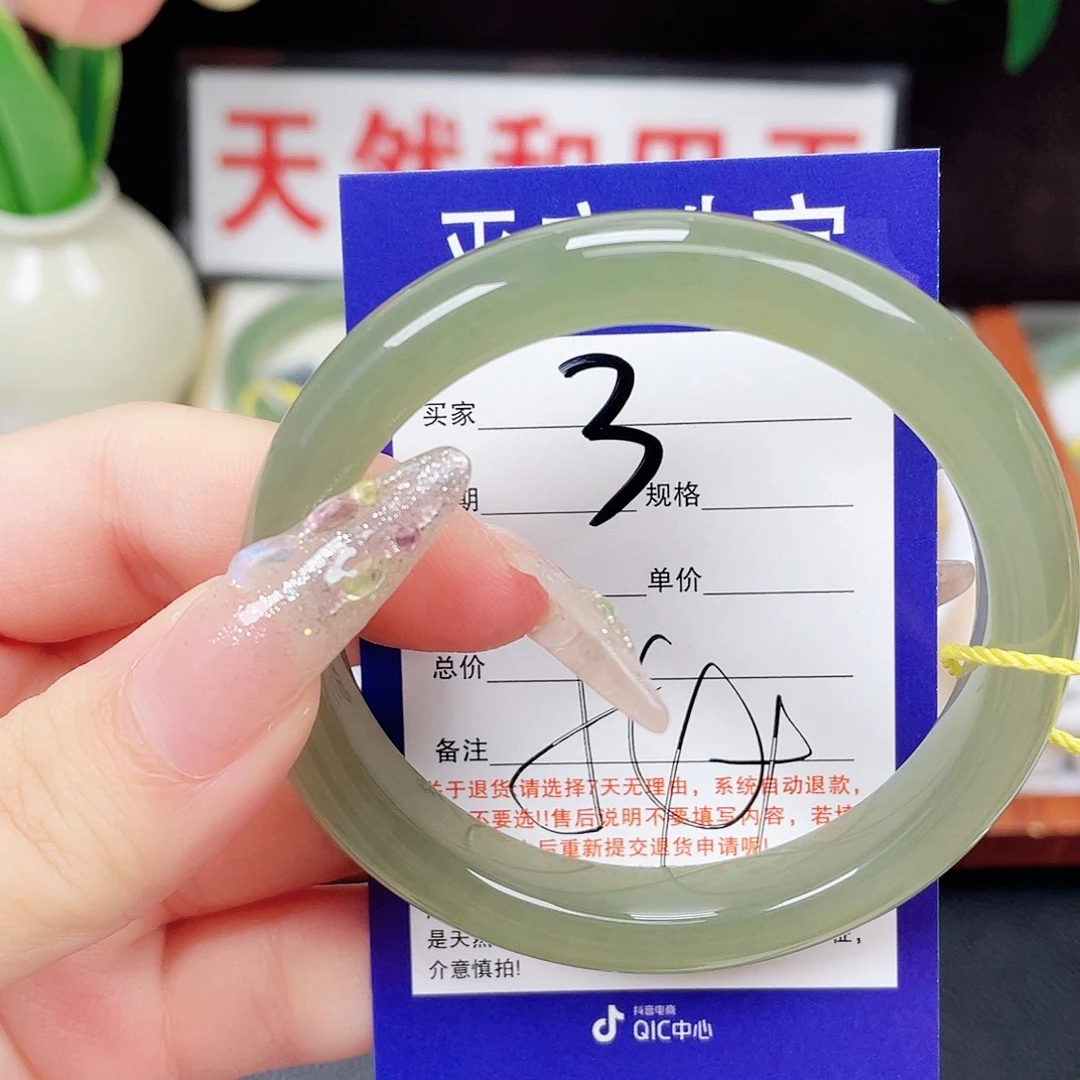 天然和田玉
买家
3
期 规格
单价
总价
备注
关于退货请选择7天无理由，系统自动退款，
不要选!!售后说明不要填写内容，若填
后重新提交退货申请呢!
是天然 证，
介意慎拍!
抖音电商
QIC中心